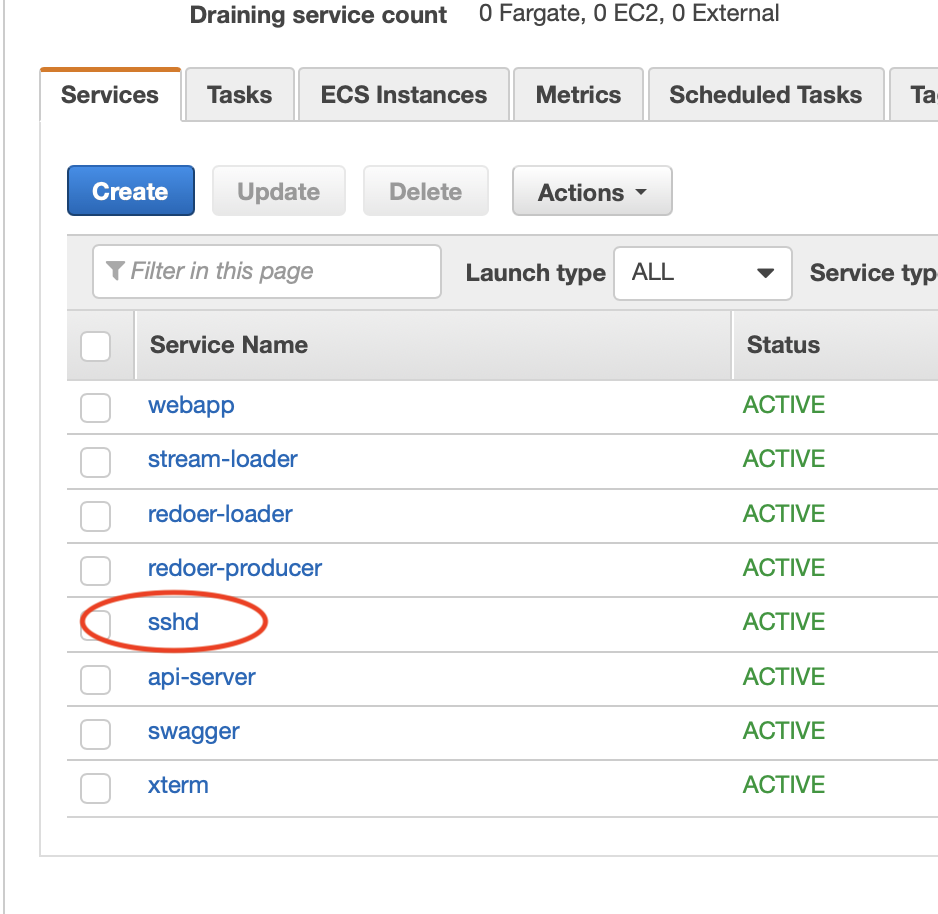 Draining service count 0 Fargate, 0 EC2, 0 External
Services Tasks ECS Instances Metrics Scheduled Tasks Ta
Create Update Delete Actions
Filter in this page Launch type ALL Service typ
Service Name Status
webapp ACTIVE
stream-loader ACTIVE
redoer-loader ACTIVE
redoer-producer ACTIVE
sshd ACTIVE
api-server ACTIVE
swagger ACTIVE
xterm ACTIVE